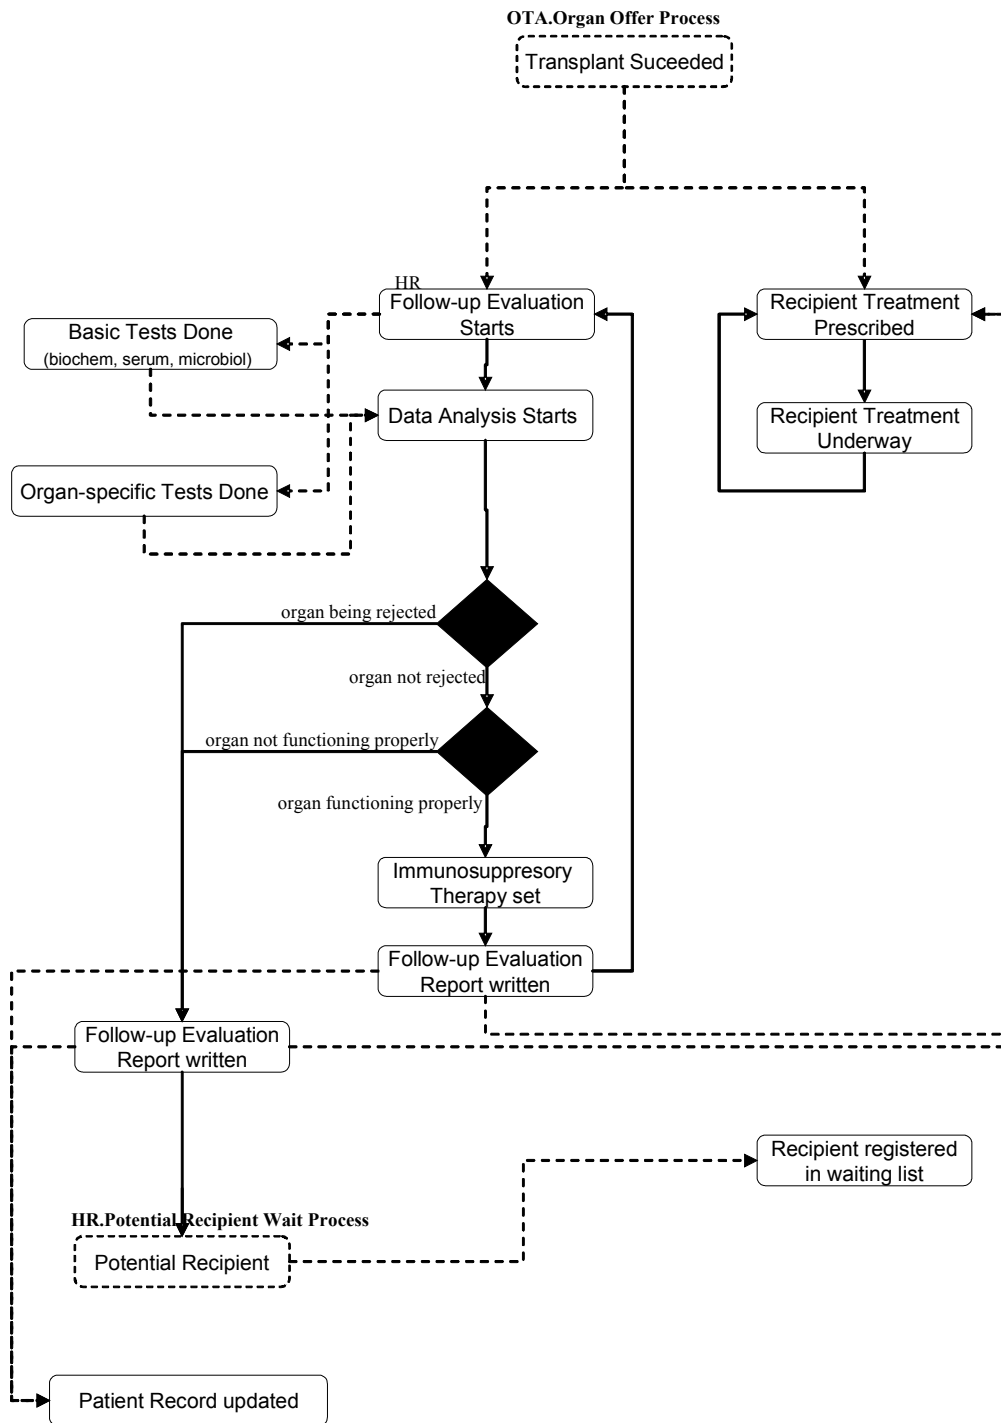 OTA.Organ Offer Process
Transplant Suceeded
HR
Follow-up Evaluation
Starts
Recipient Treatment
Prescribed
Basic Tests Done
(biochem, serum, microbiol)
Data Analysis Starts
Recipient Treatment
Underway
Organ-specific Tests Done
organ being rejected
organ not rejected
organ not functioning properly
organ functioning properly
Immunosuppresory
Therapy set
Follow-up Evaluation
Report written
Follow-up Evaluation
Report written
Recipient registered
in waiting list
HR.Potential Recipient Wait Process
Potential Recipient
Patient Record updated